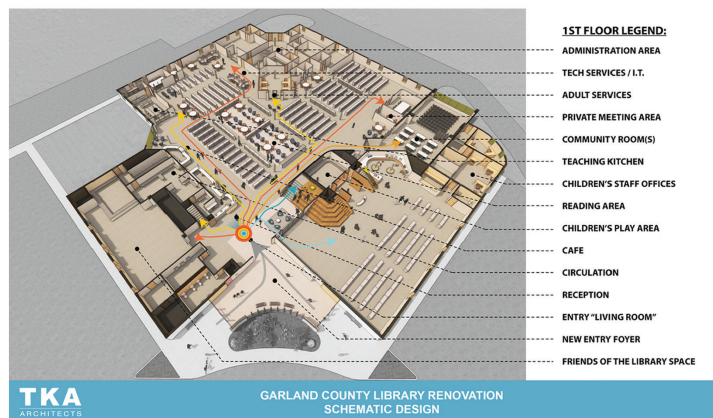 1ST FLOOR LEGEND:
ADMINISTRATION AREA
TECH SERVICES / I.T.
ADULT SERVICES
PRIVATE MEETING AREA
COMMUNITY ROOM(S)
TEACHING KITCHEN
CHILDREN'S STAFF OFFICES
READING AREA
CHILDREN'S PLAY AREA
CAFE
CIRCULATION
RECEPTION
ENTRY "LIVING ROOM"
NEW ENTRY FOYER
FRIENDS OF THE LIBRARY SPACE
TKA
ARCHITECTS
GARLAND COUNTY LIBRARY RENOVATION
SCHEMATIC DESIGN